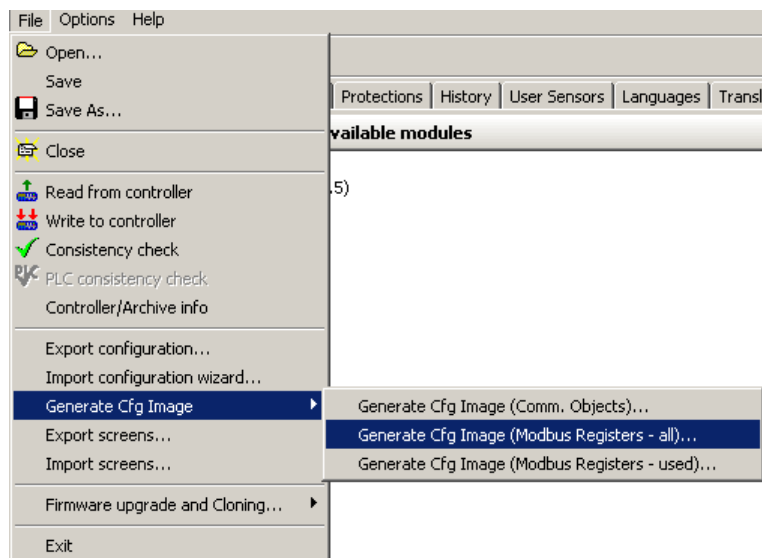 File Options Help
Open...
Save
Save As...
Protections History User Sensors Languages Transl
vailable modules
Close
.5)
Read from controller
Write to controller
Consistency check
PLC PLC consistency check
Controller/Archive info
Export configuration...
Import configuration wizard...
Generate Cfg Image
Generate Cfg Image (Comm. Objects)...
Export screens...
Generate Cfg Image (Modbus Registers - all)...
Import screens...
Generate Cfg Image (Modbus Registers - used)...
Firmware upgrade and Cloning...
Exit